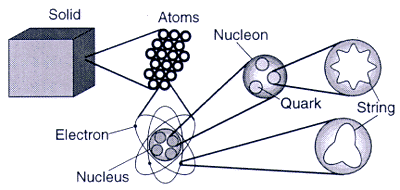 Solid
Atoms
Nucleon
Quark
String
Electron
Nucleus